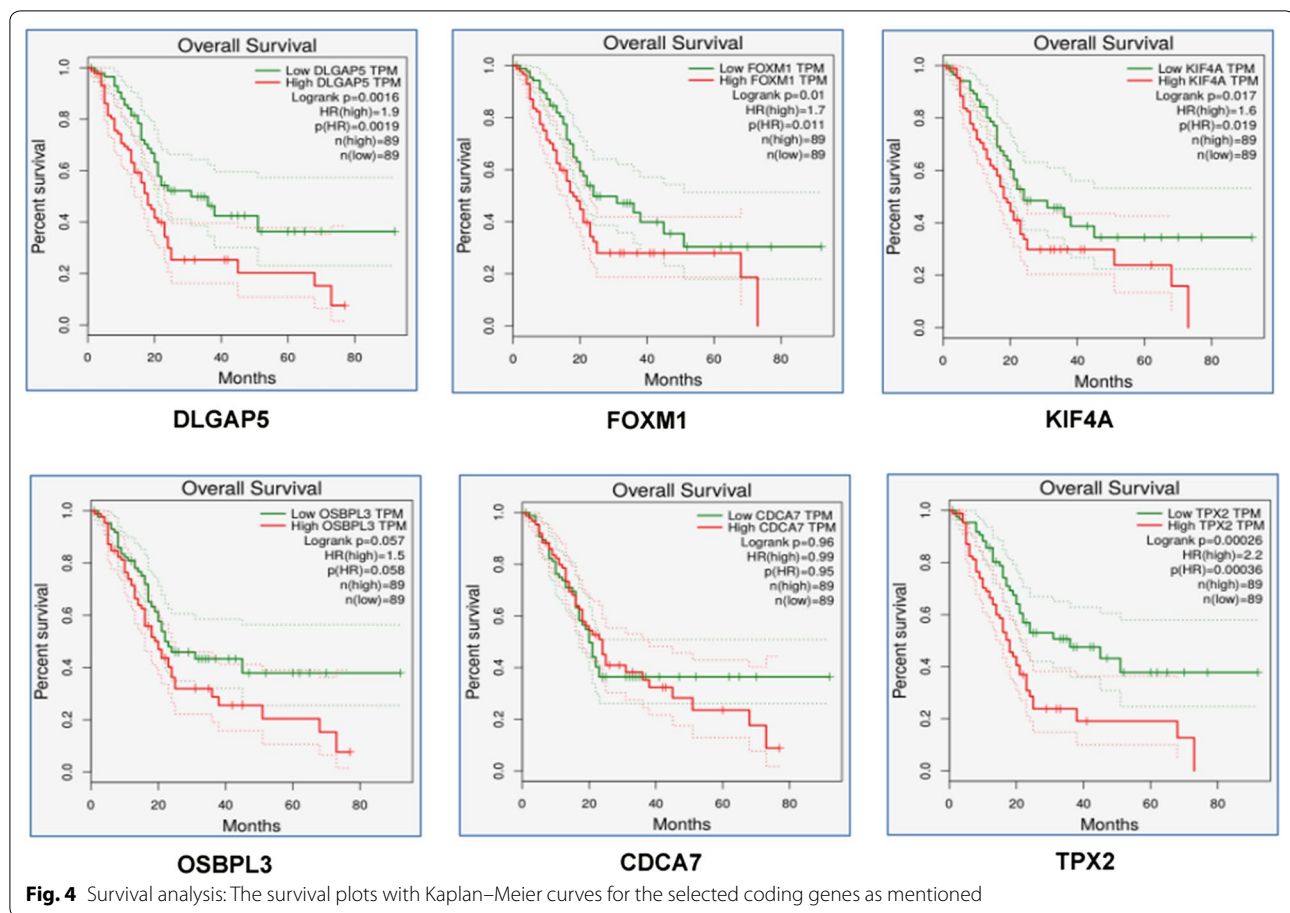 Overall Survival
Low DLGAP5 TPM
High DLGAP5 TPM
Logrank p=0.0016
HR(high)=1.9
p(HR)=0.0019
n(high)=89
n(low)=89
Percent survival
0.0 0.2 0.4 0.6 0.8 1.0
0 20 40 60 80
Months
DLGAP5
Overall Survival
Low FOXM1 TPM
High FOXM1 TPM
Logrank p=0.01
HR(high)=1.7
p(HR)=0.011
n(high)=89
n(low)=89
Percent survival
0.0 0.2 0.4 0.6 0.8 1.0
0 20 40 60 80
Months
FOXM1
Overall Survival
Low KIF4A TPM
High KIF4A TPM
Logrank p=0.017
HR(high)=1.6
p(HR)=0.019
n(high)=89
n(low)=89
Percent survival
0.0 0.2 0.4 0.6 0.8 1.0
0 20 40 60 80
Months
KIF4A
Overall Survival
Low OSBPL3 TPM
High OSBPL3 TPM
Logrank p=0.057
HR(high)=1.5
p(HR)=0.058
n(high)=89
n(low)=89
Percent survival
0.0 0.2 0.4 0.6 0.8 1.0
0 20 40 60 80
Months
OSBPL3
Overall Survival
Low CDCA7 TPM
High CDCA7 TPM
Logrank p=0.96
HR(high)=0.99
p(HR)=0.95
n(high)=89
n(low)=89
Percent survival
0.0 0.2 0.4 0.6 0.8 1.0
0 20 40 60 80
Months
CDCA7
Overall Survival
Low TPX2 TPM
High TPX2 TPM
Logrank p=0.00026
HR(high)=2.2
p(HR)=0.00036
n(high)=89
n(low)=89
Percent survival
0.0 0.2 0.4 0.6 0.8 1.0
0 20 40 60 80
Months
TPX2
Fig. 4 Survival analysis: The survival plots with Kaplan–Meier curves for the selected coding genes as mentioned